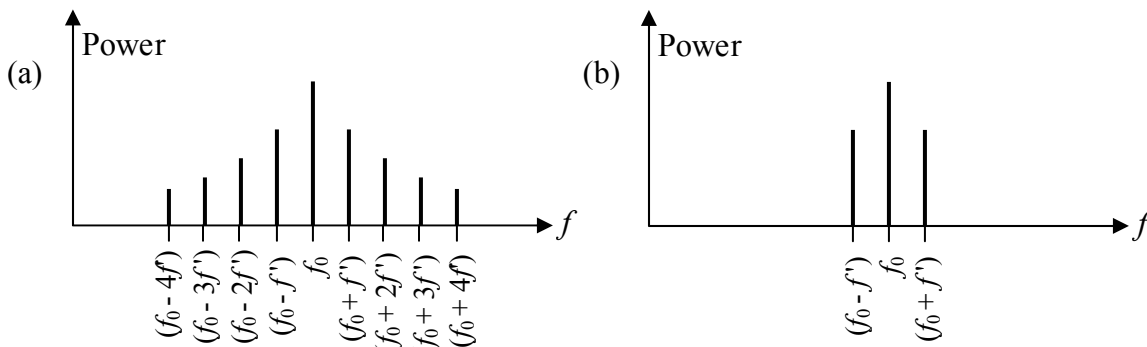 (a)
Power
(f₀ - 4f')
(f₀ - 3f')
(f₀ - 2f')
(f₀ - f')
f₀
(f₀ + f')
(f₀ + 2f')
f₀ + 3f')
(f₀ + 4f')
f
(b)
Power
(f₀ - f')
f₀
(f₀ + f')
f